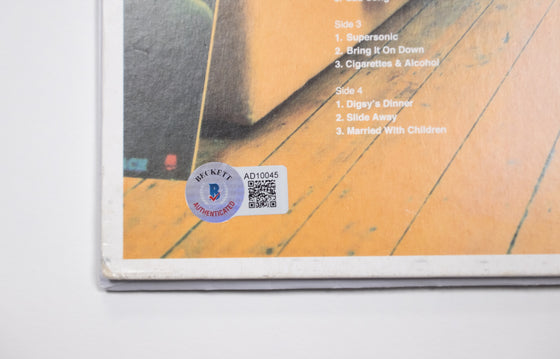 Side 3
1. Supersonic
2. Bring It On Down
3. Cigarettes & Alcohol
Side 4
1. Digsy's Dinner
2. Slide Away
3. Married With Children
BECKETT
B
AUTHENTICATED
AD10045